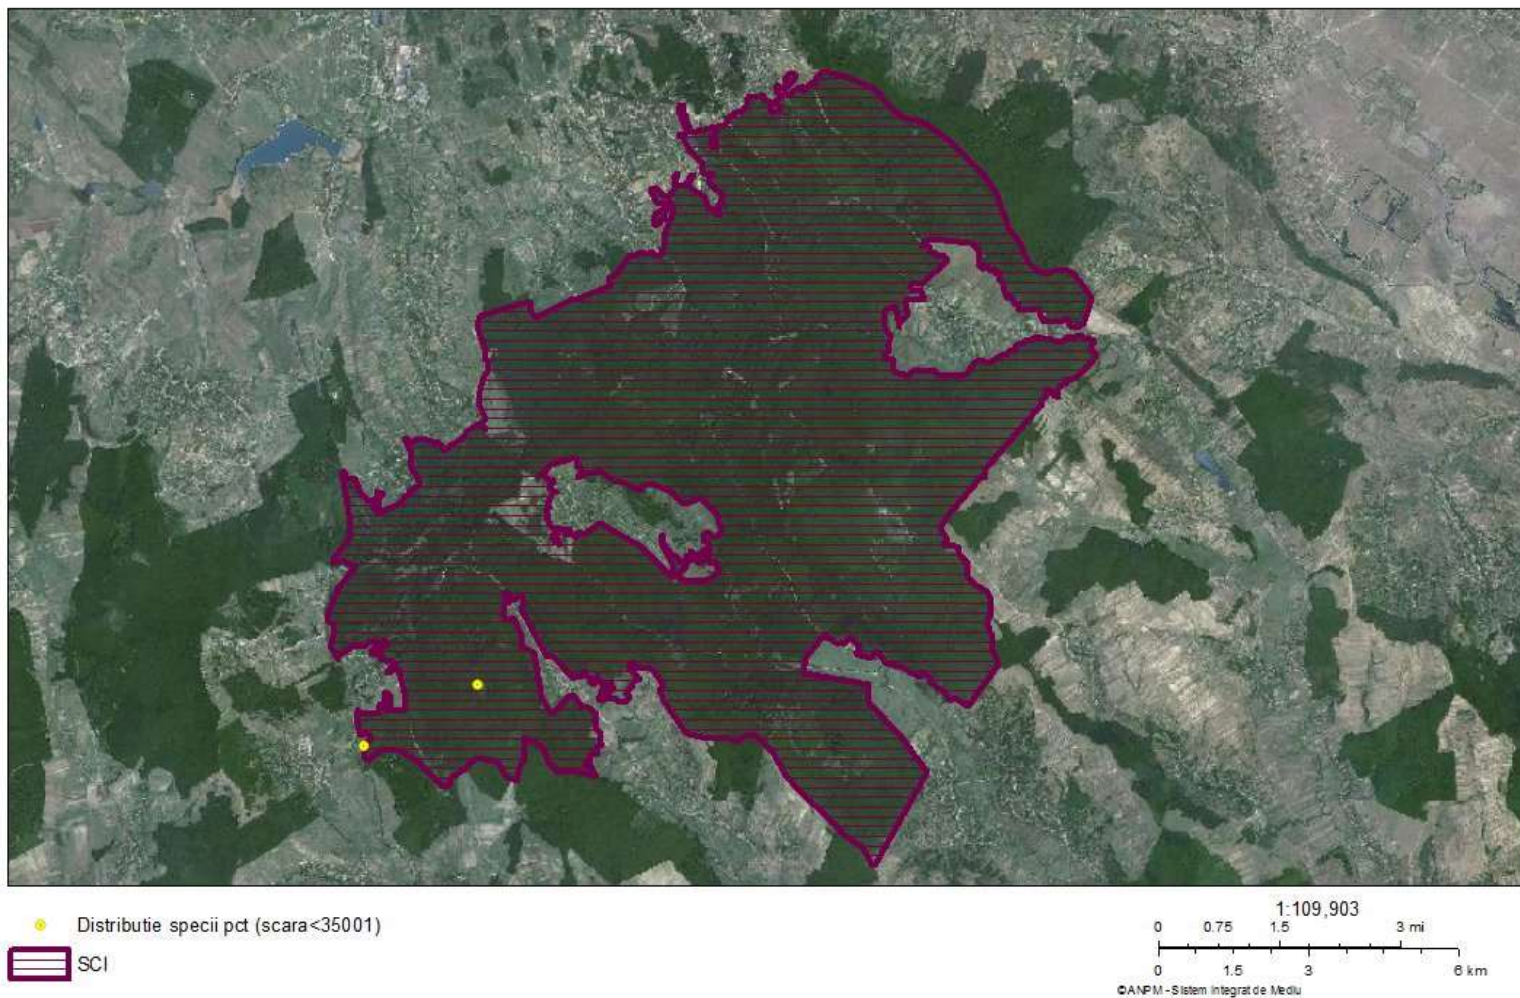 Distributie specii pct (scara<35001)
SCI
1:109,903
0 0.75 1.5 3 mi
0 1.5 3 6 km
©ANPM - Sistem Integrat de Mediu